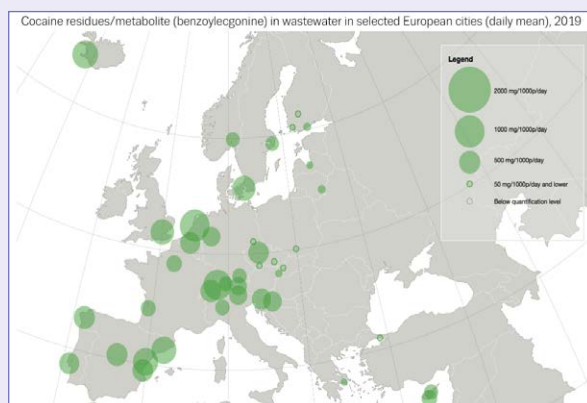 Cocaine residues/metabolite (benzoylecgonine) in wastewater in selected European cities (daily mean), 2019
Legend
2000 mg/1000p/day
1000 mg/1000p/day
500 mg/1000p/day
50 mg/1000p/day and lower
Below quantification level